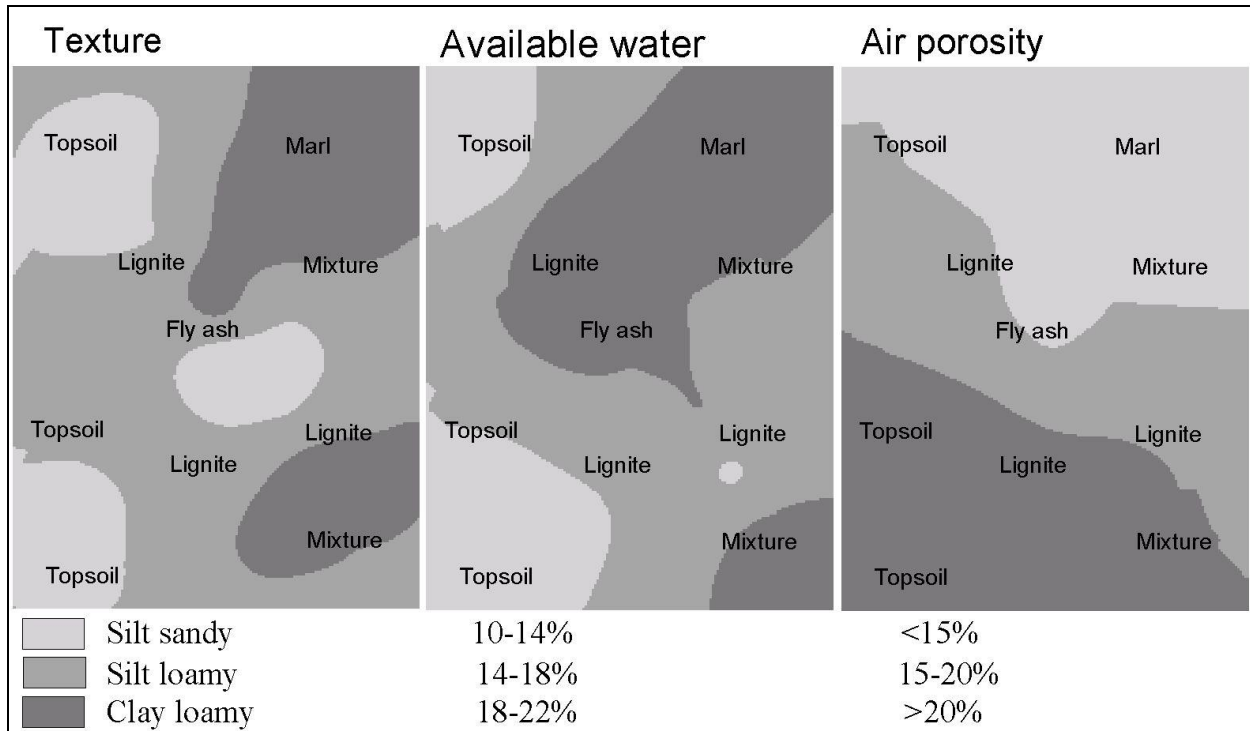 Texture
Available water
Air porosity
Topsoil
Marl
Topsoil
Marl
Topsoil
Marl
Lignite
Mixture
Lignite
Mixture
Lignite
Mixture
Fly ash
Fly ash
Fly ash
Topsoil
Lignite
Topsoil
Lignite
Topsoil
Lignite
Lignite
Lignite
Lignite
Mixture
Mixture
Mixture
Topsoil
Topsoil
Topsoil
Silt sandy 10-14% <15%
Silt loamy 14-18% 15-20%
Clay loamy 18-22% >20%